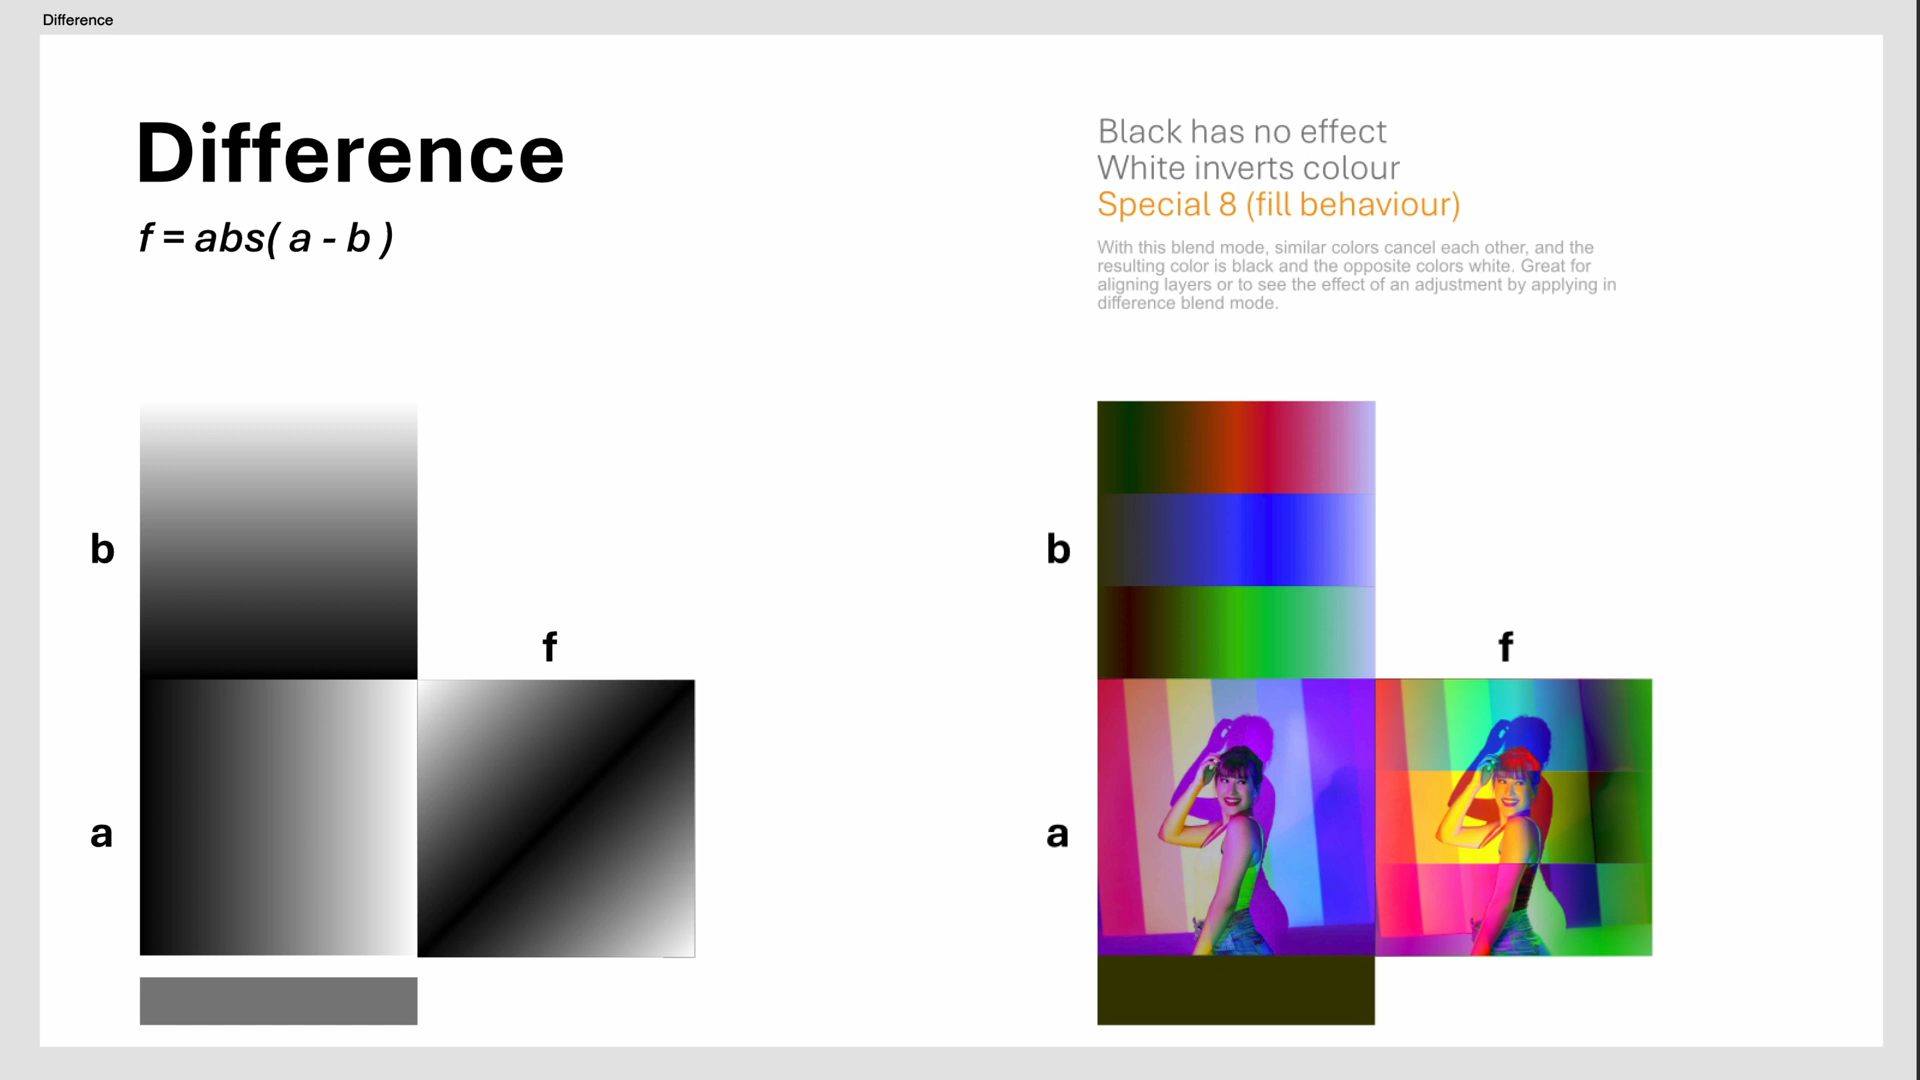 Difference
Difference
f = abs( a - b )
Black has no effect
White inverts colour
Special 8 (fill behaviour)
With this blend mode, similar colors cancel each other, and the
resulting color is black and the opposite colors white. Great for
aligning layers or to see the effect of an adjustment by applying in
difference blend mode.
b
f
a
b
f
a